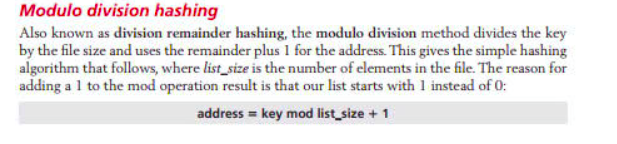 Modulo division hashing
Also known as division remainder hashing, the modulo division method divides the key
by the file size and uses the remainder plus 1 for the address. This gives the simple hashing
algorithm that follows, where list_size is the number of elements in the file. The reason for
adding a 1 to the mod operation result is that our list starts with 1 instead of 0:
address = key mod list_size + 1